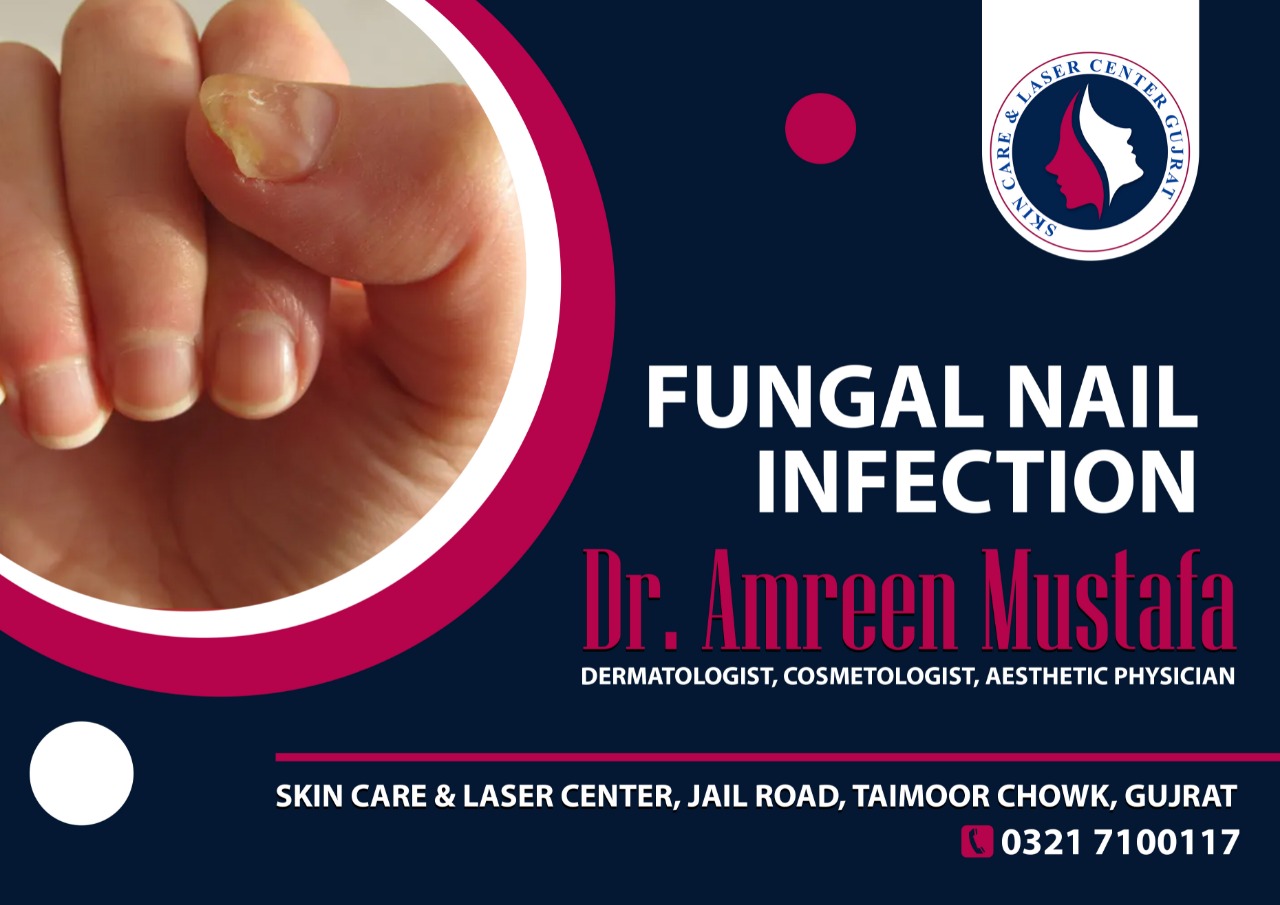 SKIN CARE & LASER CENTER GUJRAT
FUNGAL NAIL
INFECTION
Dr. Amreen Mustafa
DERMATOLOGIST, COSMETOLOGIST, AESTHETIC PHYSICIAN
SKIN CARE & LASER CENTER, JAIL ROAD, TAIMOOR CHOWK, GUJRAT
0321 7100117